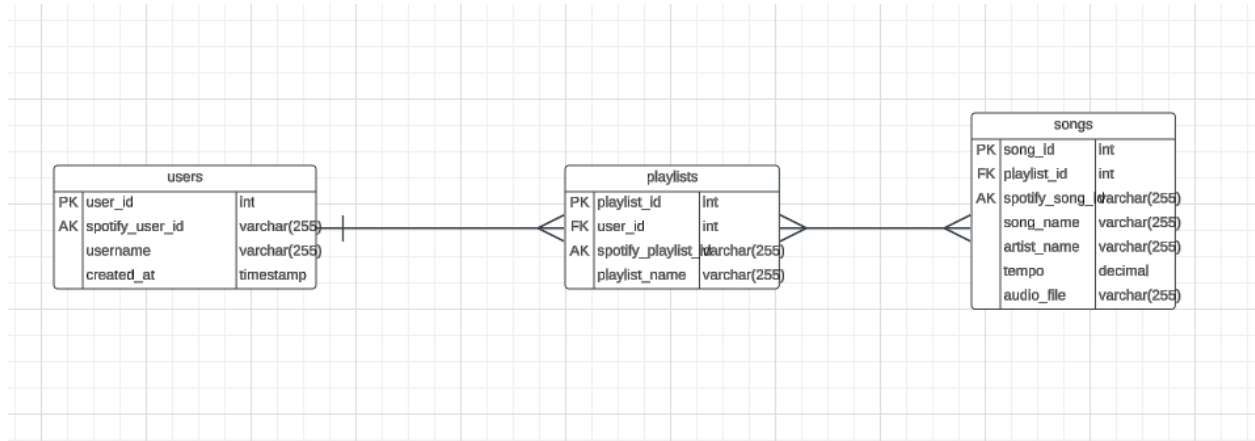 users
PK user_id int
AK spotify_user_id varchar(255)
username varchar(255)
created_at timestamp
playlists
PK playlist_id int
FK user_id int
AK spotify_playlist_id varchar(255)
playlist_name varchar(255)
songs
PK song_id int
FK playlist_id int
AK spotify_song_id varchar(255)
song_name varchar(255)
artist_name varchar(255)
tempo decimal
audio_file varchar(255)